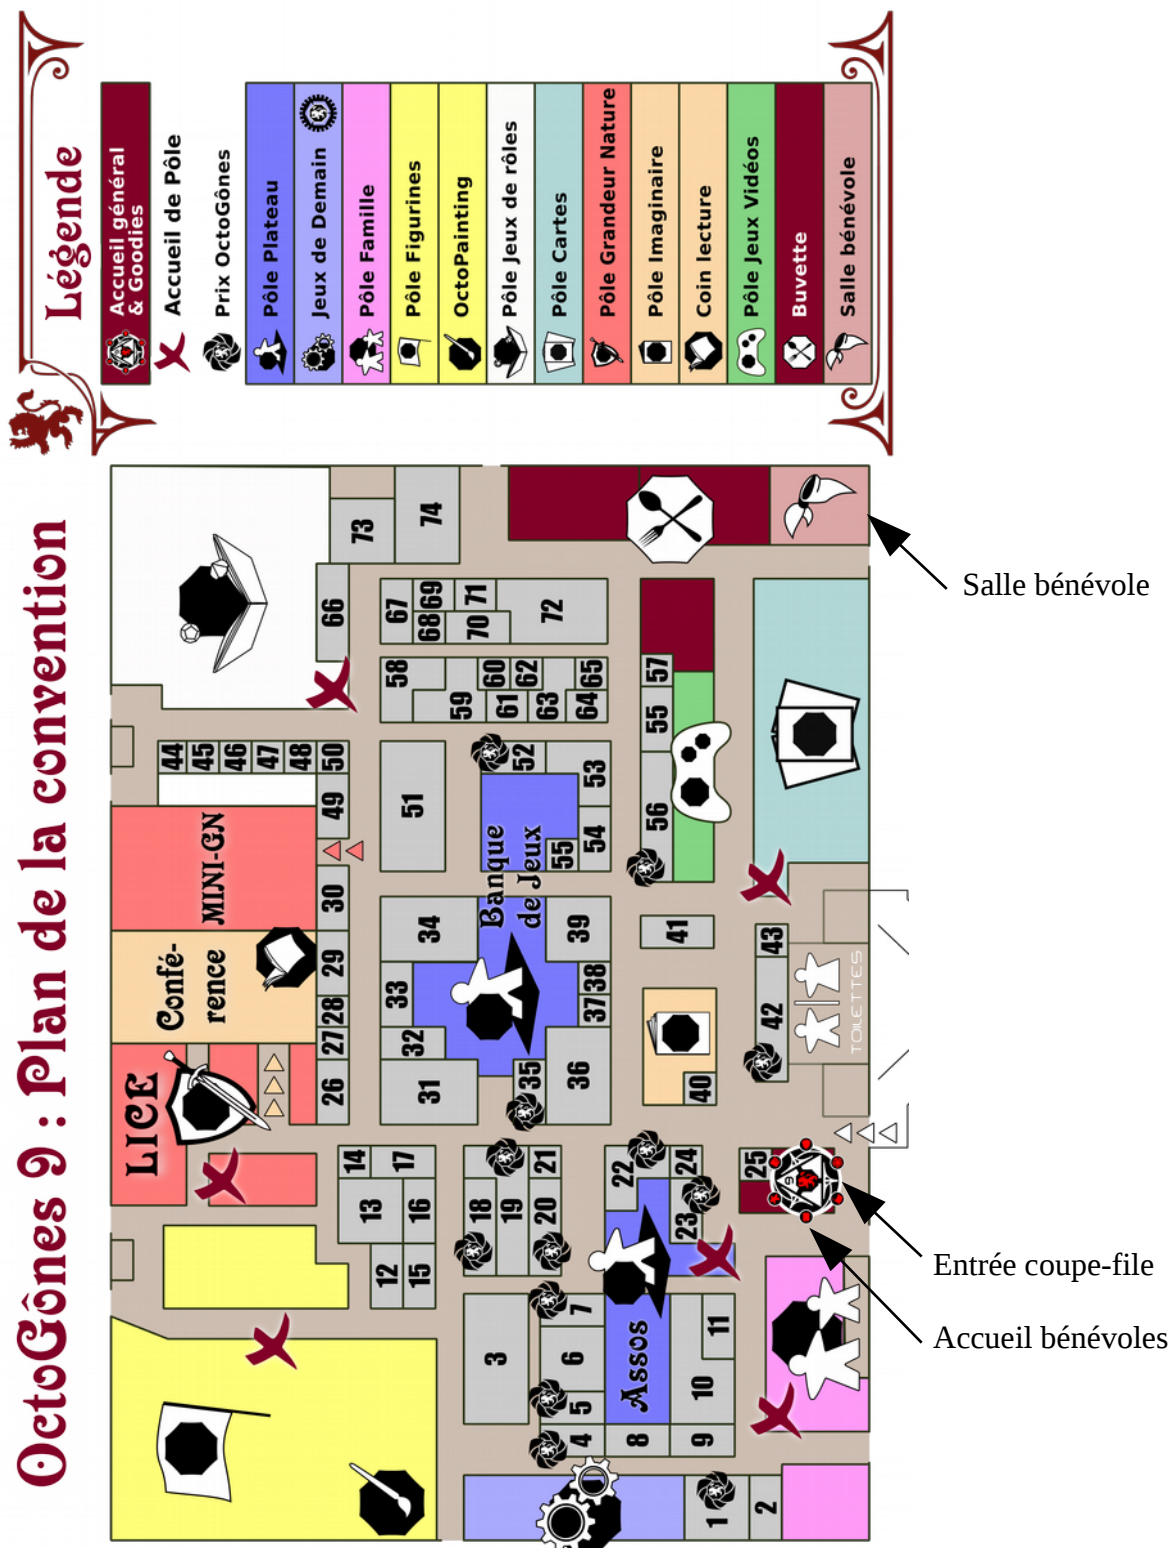 OctoGônes 9 : Plan de la convention
Légende
Accueil général
& Goodies
Accueil de Pôle
Prix OctoGônes
Pôle Plateau
Jeux de Demain
Pôle Famille
Pôle Figurines
OctoPainting
Pôle Jeux de rôles
Pôle Cartes
Pôle Grandeur Nature
Pôle Imaginaire
Coin lecture
Pôle Jeux Vidéos
Buvette
Salle bénévole
LICE
Confé-
rence
MINI-GN
44
45
46
47
48
50
49
30
29
28
27
26
66
73
74
67
69
68
71
70
72
58
59
60
61
62
63
64
65
51
52
53
54
55
Banque
de Jeux
34
33
32
31
39
38
37
36
35
57
55
56
41
40
43
42
TOILETTES
14
17
13
16
12
15
18
19
20
21
22
24
23
25
3
7
6
5
4
Assos
8
9
10
11
1
2
Salle bénévole
Entrée coupe-file
Accueil bénévoles